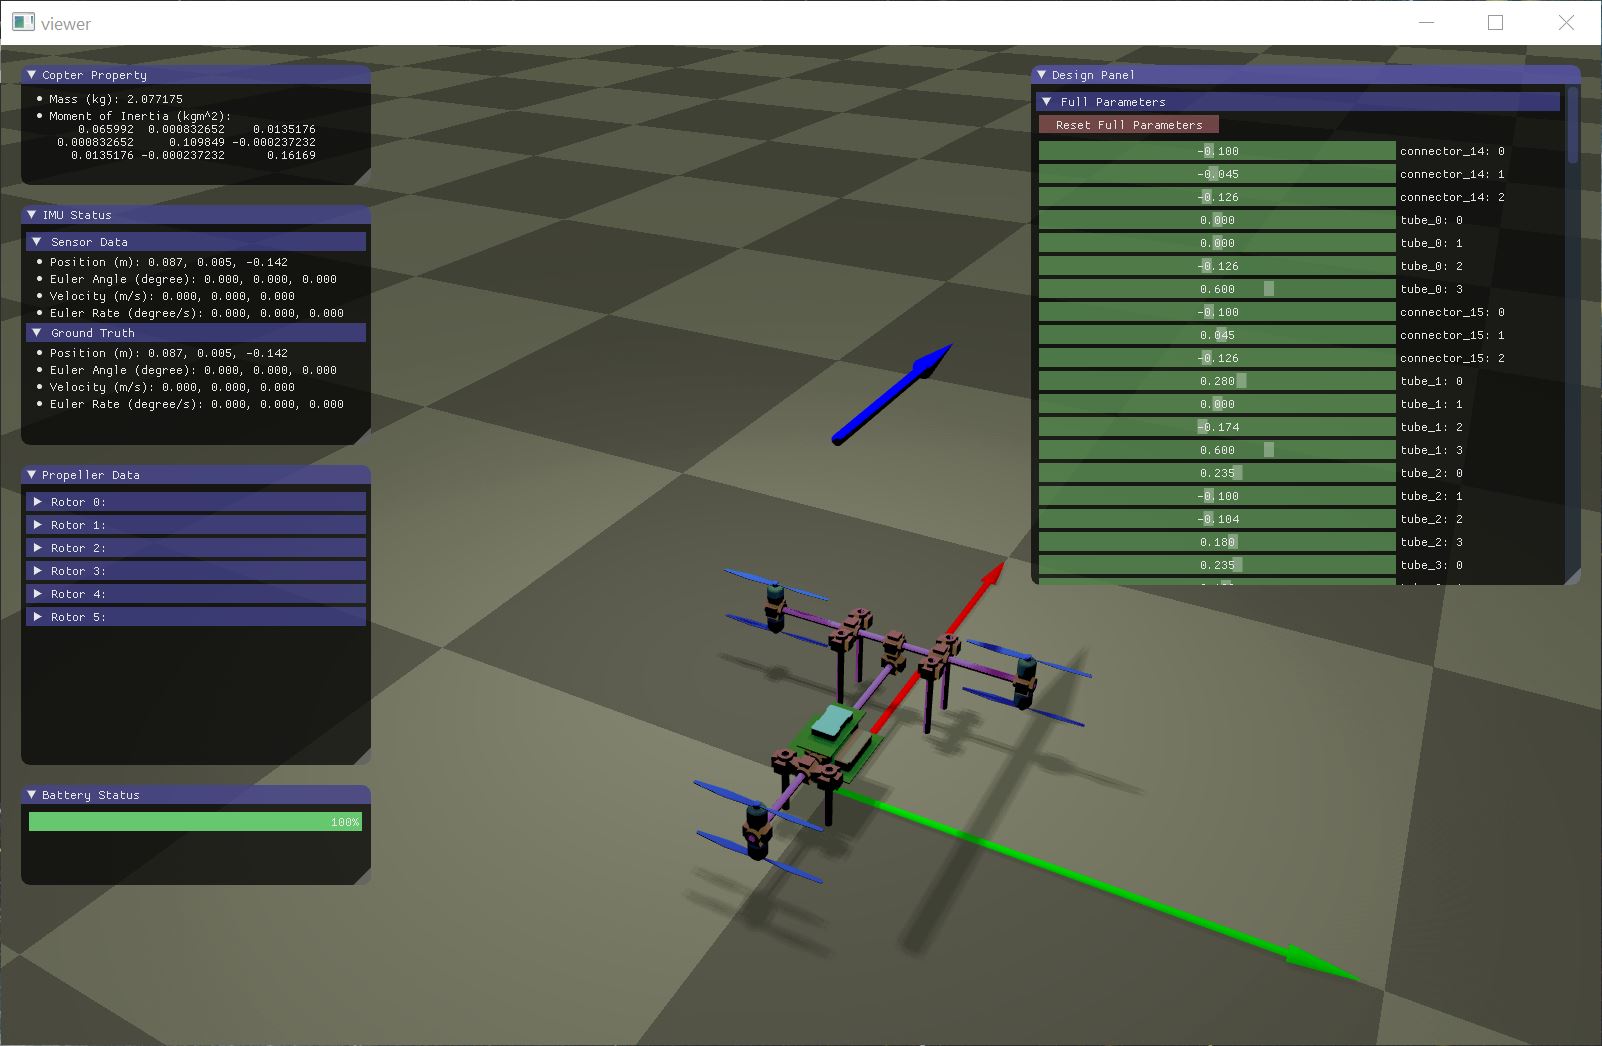 viewer
Copter Property
Mass (kg): 2.077175
Moment of Inertia (kgm^2):
0.065992 0.000832652 0.0135176
0.000832652 0.109849 -0.000237232
0.0135176 -0.000237232 0.16169
IMU Status
Sensor Data
Position (m): 0.087, 0.005, -0.142
Euler Angle (degree): 0.000, 0.000, 0.000
Velocity (m/s): 0.000, 0.000, 0.000
Euler Rate (degree/s): 0.000, 0.000, 0.000
Ground Truth
Position (m): 0.087, 0.005, -0.142
Euler Angle (degree): 0.000, 0.000, 0.000
Velocity (m/s): 0.000, 0.000, 0.000
Euler Rate (degree/s): 0.000, 0.000, 0.000
Propeller Data
Rotor 0:
Rotor 1:
Rotor 2:
Rotor 3:
Rotor 4:
Rotor 5:
Battery Status
100%
Design Panel
Full Parameters
Reset Full Parameters
-0.100 connector_14: 0
-0.045 connector_14: 1
-0.126 connector_14: 2
0.000 tube_0: 0
0.000 tube_0: 1
-0.126 tube_0: 2
0.600 tube_0: 3
-0.100 connector_15: 0
0.045 connector_15: 1
-0.126 connector_15: 2
0.280 tube_1: 0
0.000 tube_1: 1
-0.174 tube_1: 2
0.600 tube_1: 3
0.235 tube_2: 0
-0.100 tube_2: 1
-0.104 tube_2: 2
0.180 tube_2: 3
0.235 tube_3: 0